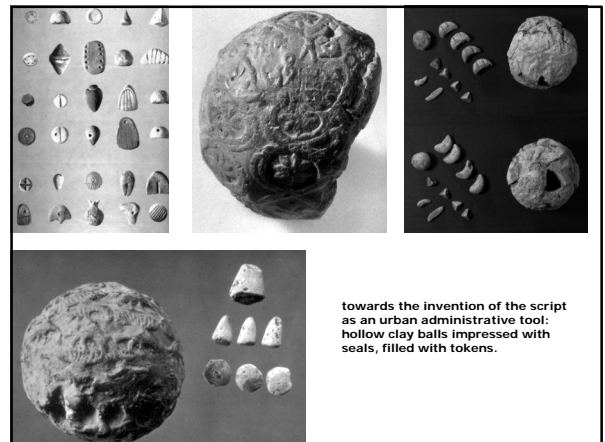 towards the invention of the script
as an urban administrative tool:
hollow clay balls impressed with
seals, filled with tokens.